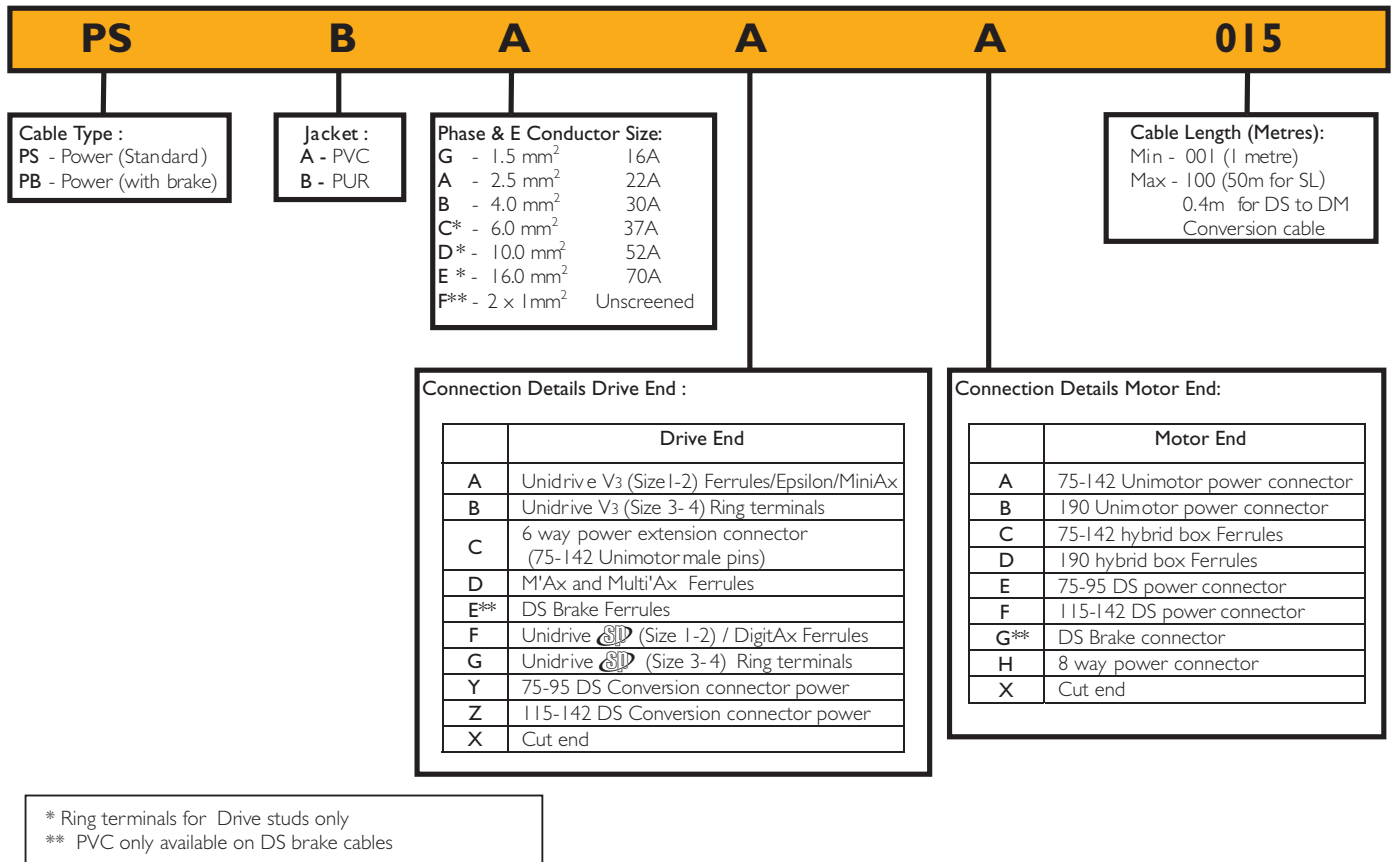 PS B A A A 015
Cable Type :
PS - Power (Standard)
PB - Power (with brake)
Jacket :
A - PVC
B - PUR
Phase & E Conductor Size:
G - 1.5 mm² 16A
A - 2.5 mm² 22A
B - 4.0 mm² 30A
C* - 6.0 mm² 37A
D* - 10.0 mm² 52A
E * - 16.0 mm² 70A
F** - 2 x 1mm² Unscreened
Cable Length (Metres):
Min - 001 (1 metre)
Max - 100 (50m for SL)
0.4m for DS to DM
Conversion cable
Connection Details Drive End :
Drive End
A Unidrive V3 (Size1-2) Ferrules/Epsilon/MiniAx
B Unidrive V3 (Size 3- 4) Ring terminals
C 6 way power extension connector
(75-142 Unimotor male pins)
D M'Ax and Multi'Ax Ferrules
E** DS Brake Ferrules
F Unidrive SP (Size 1-2) / DigitAx Ferrules
G Unidrive SP (Size 3-4) Ring terminals
Y 75-95 DS Conversion connector power
Z 115-142 DS Conversion connector power
X Cut end
Connection Details Motor End:
Motor End
A 75-142 Unimotor power connector
B 190 Unimotor power connector
C 75-142 hybrid box Ferrules
D 190 hybrid box Ferrules
E 75-95 DS power connector
F 115-142 DS power connector
G** DS Brake connector
H 8 way power connector
X Cut end
* Ring terminals for Drive studs only
** PVC only available on DS brake cables